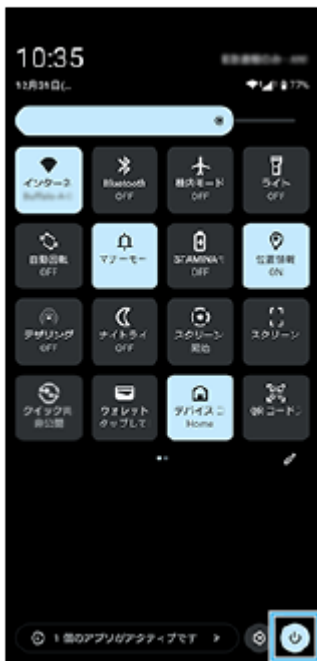 10:35
12月31日(...
77%
インターネ
Bluetooth
OFF
機内モード
OFF
ライト
OFF
自動回転
OFF
マナーモー
STAMINA
OFF
位置情報
ON
テザリング
OFF
ナイトライ
OFF
スクリーン
開始
スクリーン
クイック共
非公開
ウォレット
タップして
デバイスコ
Home
QR コード
1 個のアプリがアクティブです